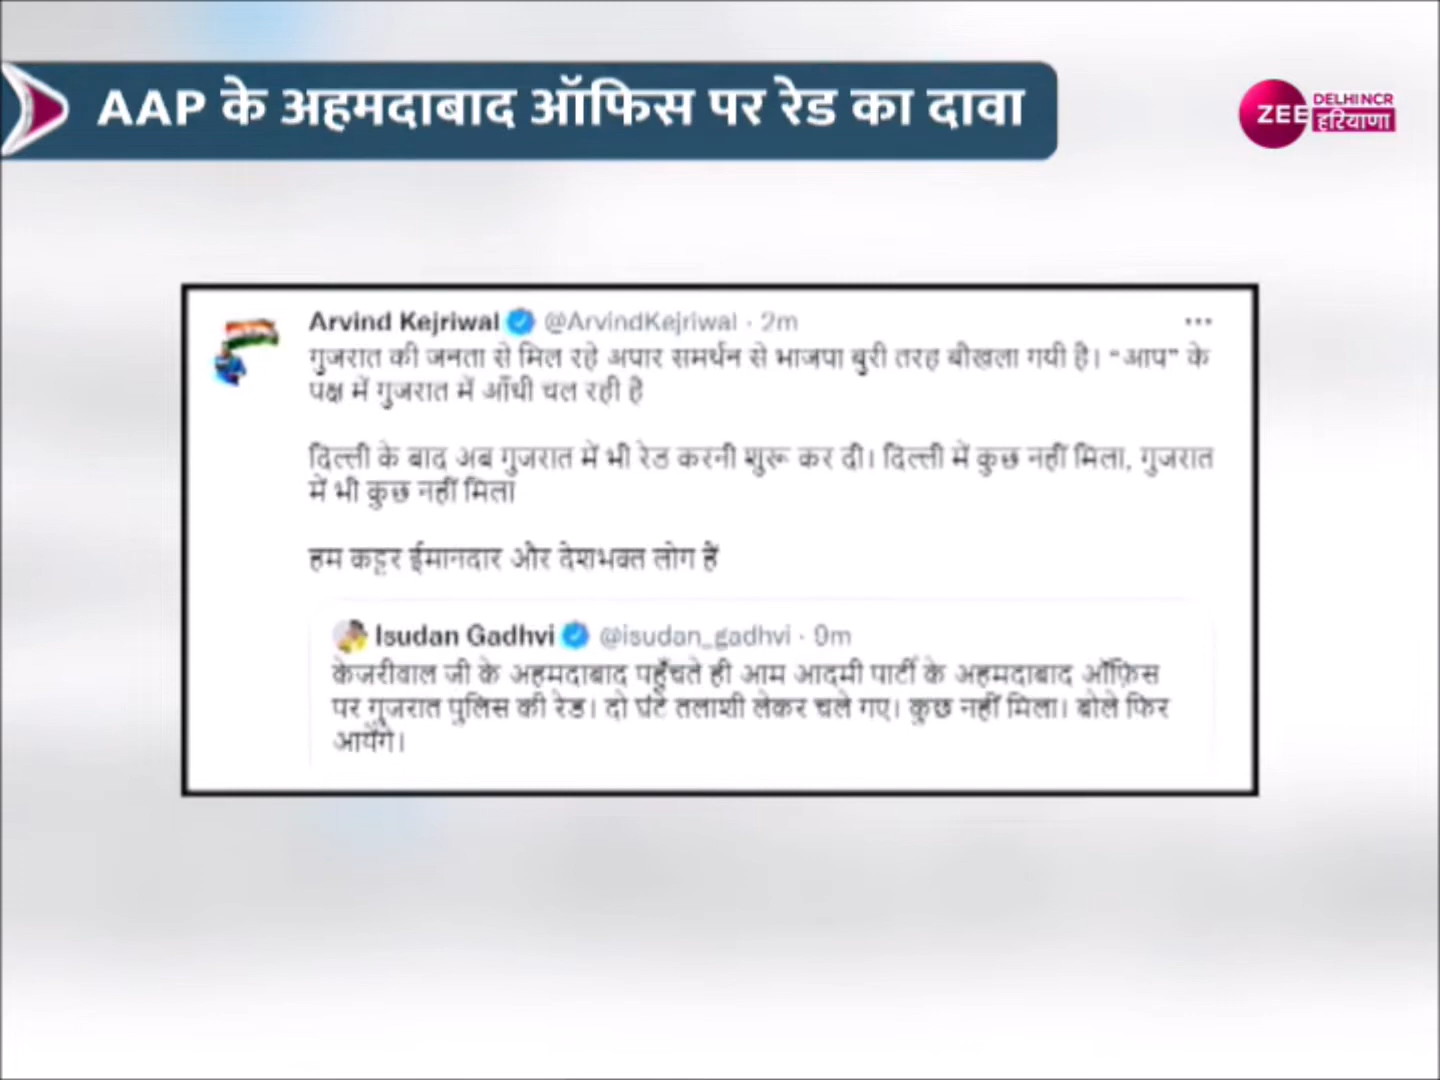 AAP के अहमदाबाद ऑफिस पर रेड का दावा
ZEE DELHI NCR
हरियाणा
Arvind Kejriwal @ArvindKejriwal · 2m
गुजरात की जनता से मिल रहे अपार समर्थन से भाजपा बुरी तरह बौखला गयी है। "आप" के
पक्ष में गुजरात में आँधी चल रही है
दिल्ली के बाद अब गुजरात में भी रेड करनी शुरू कर दी। दिल्ली में कुछ नहीं मिला, गुजरात
में भी कुछ नहीं मिला
हम कट्टर ईमानदार और देशभक्त लोग हैं
Isudan Gadhvi @isudan_gadhvi · 9m
केजरीवाल जी के अहमदाबाद पहुँचते ही आम आदमी पार्टी के अहमदाबाद ऑफ़िस
पर गुजरात पुलिस की रेड। दो घंटे तलाशी लेकर चले गए। कुछ नहीं मिला। बोले फिर
आयेंगे।